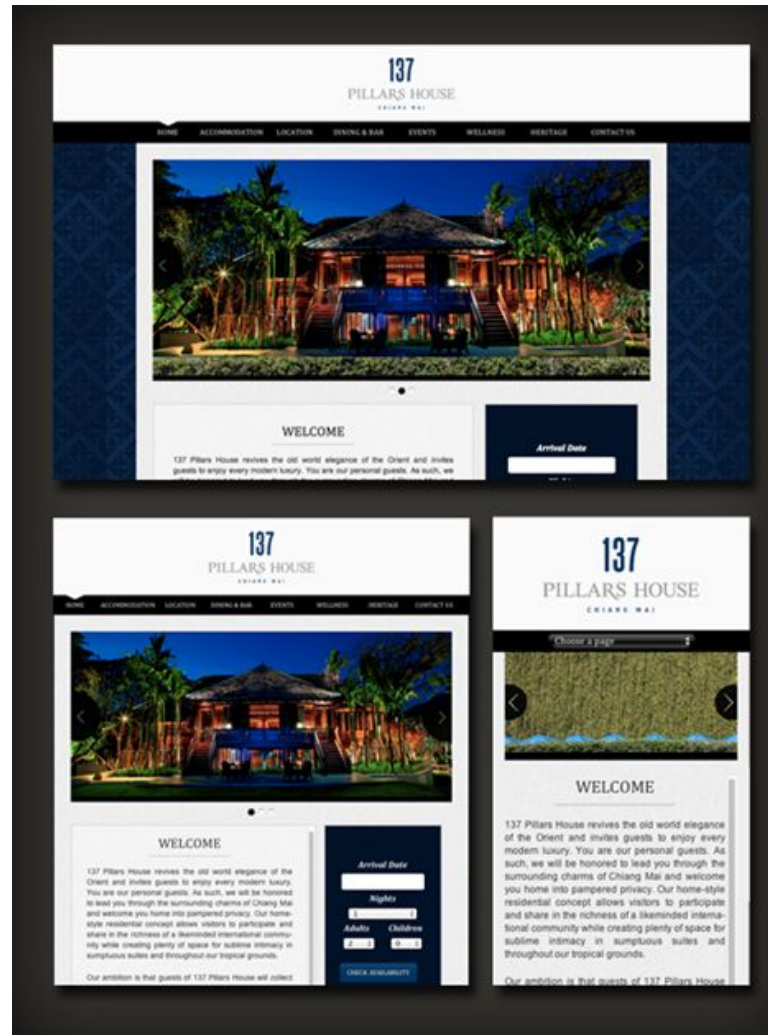 137
PILLARS HOUSE
CHIANG MAI
HOME ACCOMMODATION LOCATION DINING & BAR EVENTS WELLNESS HERITAGE CONTACT US
WELCOME
137 Pillars House revives the old world elegance of the Orient and invites
guests to enjoy every modern luxury. You are our personal guests. As such, we
Arrival Date
137
PILLARS HOUSE
CHIANG MAI
HOME ACCOMMODATION LOCATION DINING & BAR EVENTS WELLNESS HERITAGE CONTACT US
WELCOME
137 Pillars House revives the old world elegance of the
Orient and invites guests to enjoy every modern luxury.
You are our personal guests. As such, we will be honored
to lead you through the surrounding charms of Chiang Mai
and welcome you home into pampered privacy. Our home-
style residential concept allows visitors to participate and
share in the richness of a likeminded international commu-
nity while creating plenty of space for sublime intimacy in
sumptuous suites and throughout our tropical grounds.
Our ambition is that guests of 137 Pillars House will collect
Arrival Date
Nights
1
Adults Children
2 0
CHECK AVAILABILITY
137
PILLARS HOUSE
CHIANG MAI
Choose a page
WELCOME
137 Pillars House revives the old world elegance
of the Orient and invites guests to enjoy every
modern luxury. You are our personal guests. As
such, we will be honored to lead you through the
surrounding charms of Chiang Mai and welcome
you home into pampered privacy. Our home-style
residential concept allows visitors to participate
and share in the richness of a likeminded interna-
tional community while creating plenty of space for
sublime intimacy in sumptuous suites and
throughout our tropical grounds.
Our ambition is that guests of 137 Pillars House